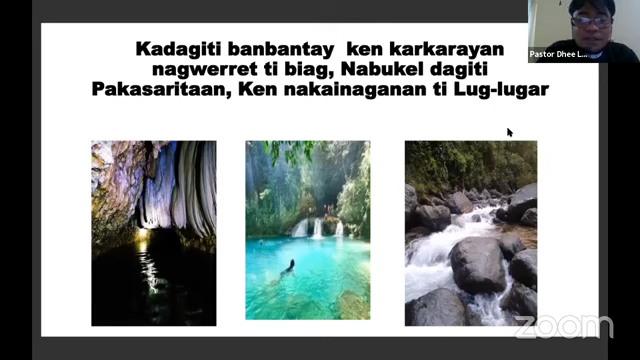 Kadagiti banbantay ken karkarayan
nagwerret ti biag, Nabukel dagiti
Pakasaritaan, Ken nakainaganan ti Lug-lugar
Pastor Dhee L...
zoom